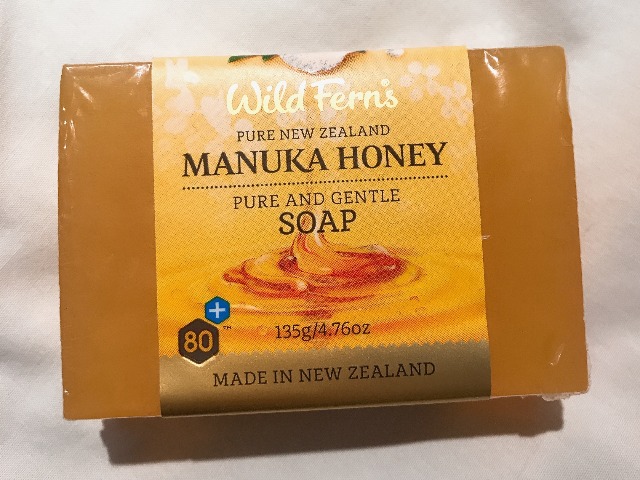 Wild Ferns
PURE NEW ZEALAND
MANUKA HONEY
PURE AND GENTLE
SOAP
80+™
135g/4.76oz
MADE IN NEW ZEALAND